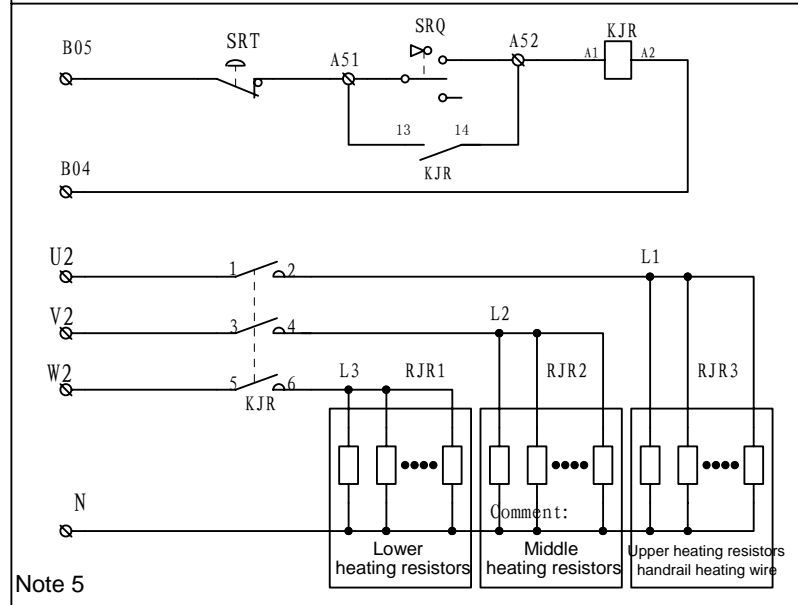 SRQ
KJR
B05
SRT
A51
A52
A1
A2
13
14
KJR
B04
U2
1
2
L1
V2
3
4
L2
W2
5
6
L3
RJR1
RJR2
RJR3
KJR
N
Comment:
Lower
heating resistors
Middle
heating resistors
Upper heating resistors
handrail heating wire
Note 5